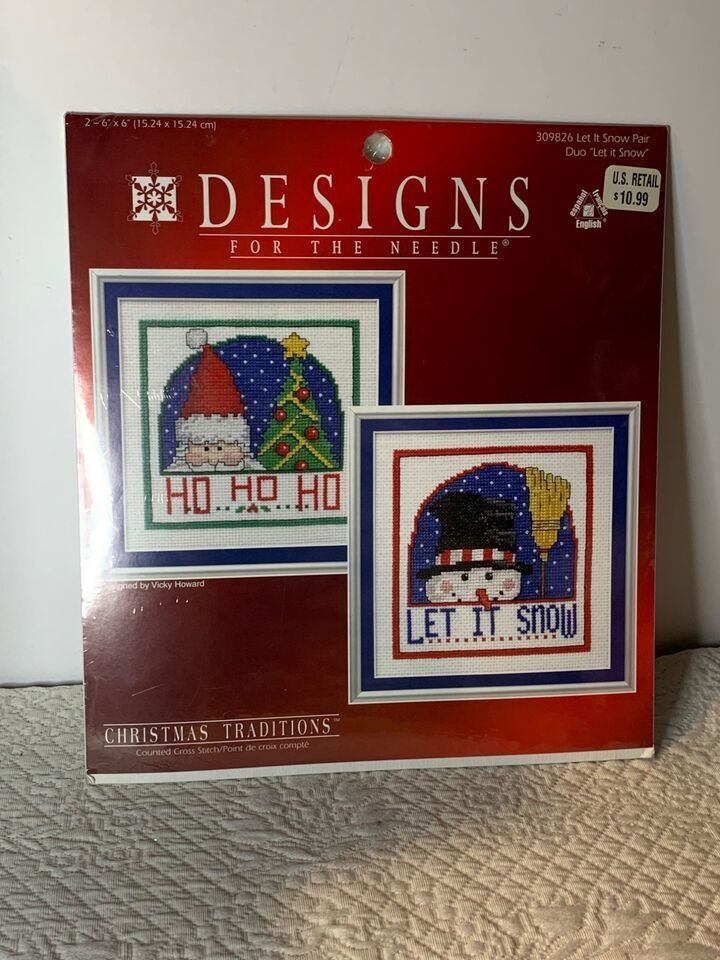 2 – 6" x 6" (15.24 x 15.24 cm)
309826 Let It Snow Pair
Duo "Let it Snow"
U.S. RETAIL
$10.99
DESIGNS
FOR THE NEEDLE®
español
français
English
HO HO HO
LET IT SNOW
by Vicky Howard
CHRISTMAS TRADITIONS™
Counted Cross Stitch/Point de croix compté